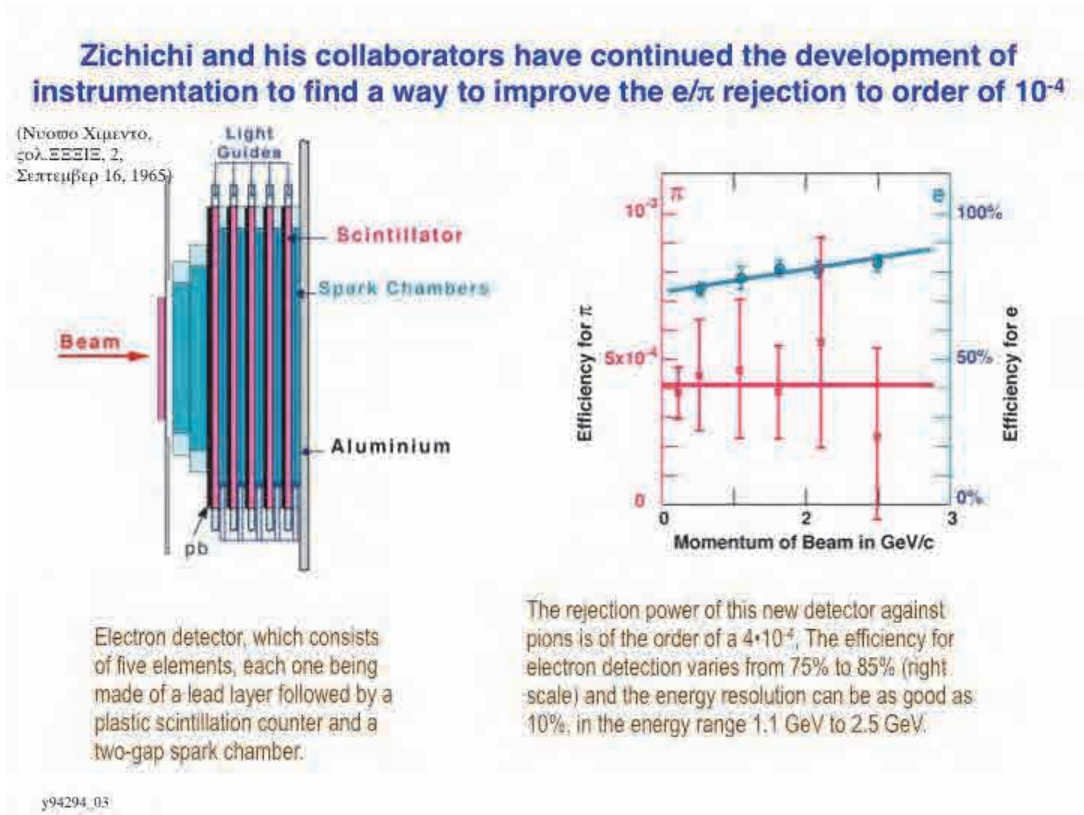 Zichichi and his collaborators have continued the development of
instrumentation to find a way to improve the e/π rejection to order of 10⁻⁴
(Νυοϖο Χιμεντο,
ςολ.ΞΞΞΙΞ, 2,
Σεπτεμβερ 16, 1965)
Light
Guides
Scintillator
Spark Chambers
Beam
Aluminium
pb
π
e
10⁻³
100%
Efficiency for π
5x10⁻⁴
50%
Efficiency for e
0
0%
0
2
3
Momentum of Beam in GeV/c
Electron detector, which consists
of five elements, each one being
made of a lead layer followed by a
plastic scintillation counter and a
two-gap spark chamber.
The rejection power of this new detector against
pions is of the order of a 4•10⁻⁴, The efficiency for
electron detection varies from 75% to 85% (right
scale) and the energy resolution can be as good as
10%, in the energy range 1.1 GeV to 2.5 GeV.
y94294_03